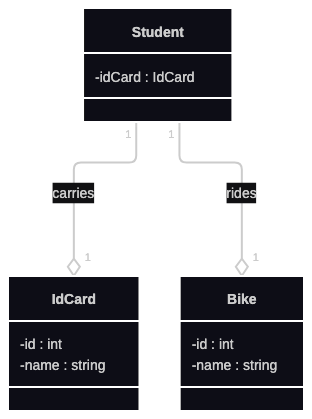 Student
-idCard : IdCard
1
1
carries
rides
1
1
IdCard
-id : int
-name : string
Bike
-id : int
-name : string